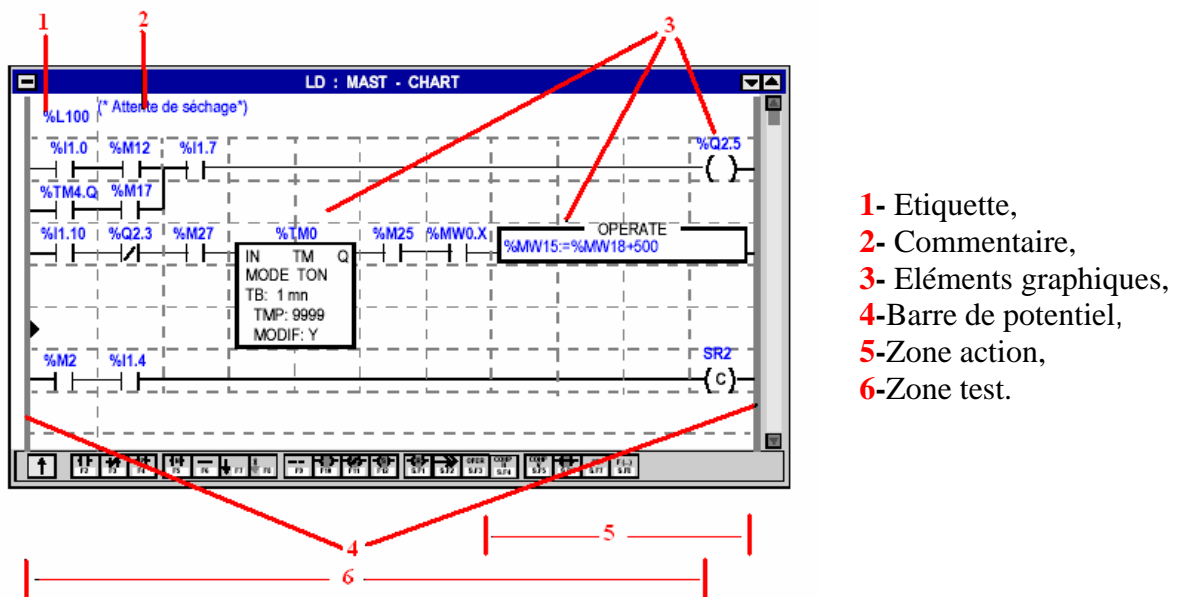 1 2 3
LD : MAST - CHART
%L100 (* Attente de séchage*)
%I1.0 %M12 %I1.7 %Q2.5
%TM4.Q %M17
%I1.10 %Q2.3 %M27 %TM0 %M25 %MW0.X OPERATE
%MW15:=%MW18+500
IN TM Q
MODE TON
TB: 1 mn
TMP: 9999
MODIF: Y
%M2 %I1.4 SR2
C
4
5
6
1- Etiquette,
2- Commentaire,
3- Eléments graphiques,
4-Barre de potentiel,
5-Zone action,
6-Zone test.